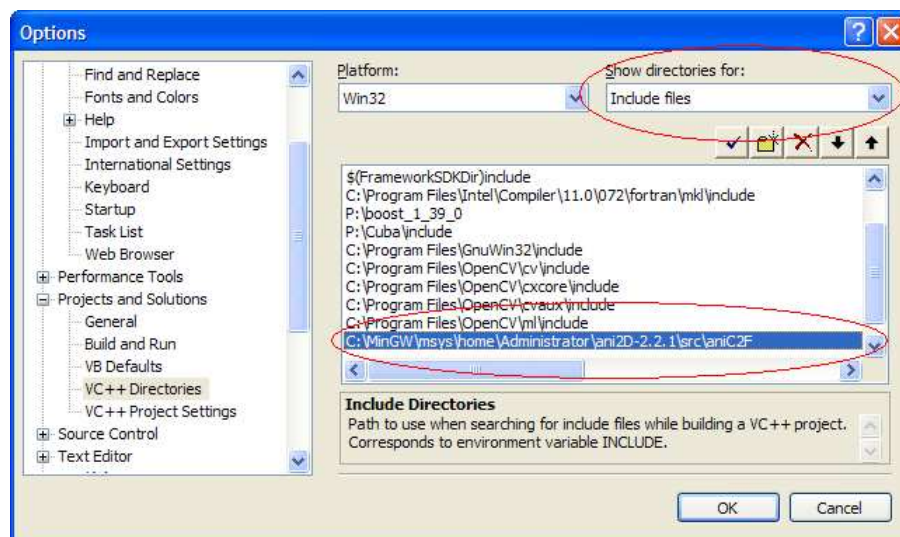 Options
Find and Replace
Fonts and Colors
Help
Import and Export Settings
International Settings
Keyboard
Startup
Task List
Web Browser
Performance Tools
Projects and Solutions
General
Build and Run
VB Defaults
VC++ Directories
VC++ Project Settings
Source Control
Text Editor
Platform:
Win32
Show directories for:
Include files
$(FrameworkSDKDir)include
C:\Program Files\Intel\Compiler\11.0\072\fortran\mkl\include
P:\boost_1_39_0
P:\Cuba\include
C:\Program Files\GnuWin32\include
C:\Program Files\OpenCV\cv\include
C:\Program Files\OpenCV\cxcore\include
C:\Program Files\OpenCV\cvaux\include
C:\Program Files\OpenCV\ml\include
C:\MinGW\msys\home\Administrator\ani2D-2.2.1\src\aniC2F
Include Directories
Path to use when searching for include files while building a VC++ project.
Corresponds to environment variable INCLUDE.
OK
Cancel